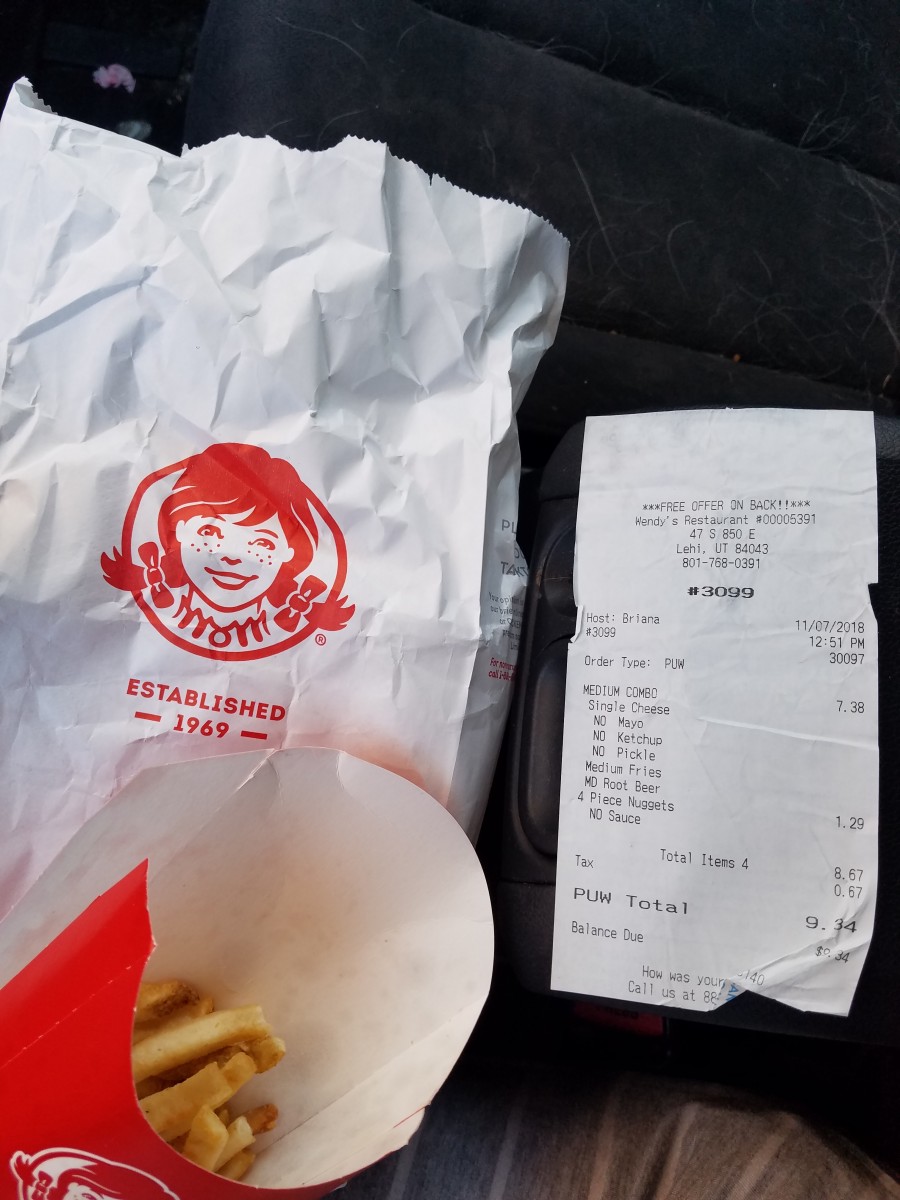 ESTABLISHED
1969
®
***FREE OFFER ON BACK!!***
Wendy's Restaurant #00005391
47 S 850 E
Lehi, UT 84043
801-768-0391
#3099
Host: Briana 11/07/2018
#3099 12:51 PM
30097
Order Type: PUW
MEDIUM COMBO 7.38
Single Cheese
NO Mayo
NO Ketchup
NO Pickle
Medium Fries
MD Root Beer
4 Piece Nuggets 1.29
NO Sauce
Total Items 4
8.67
Tax 0.67
PUW Total 9.34
Balance Due $9.34
How was your
Call us at